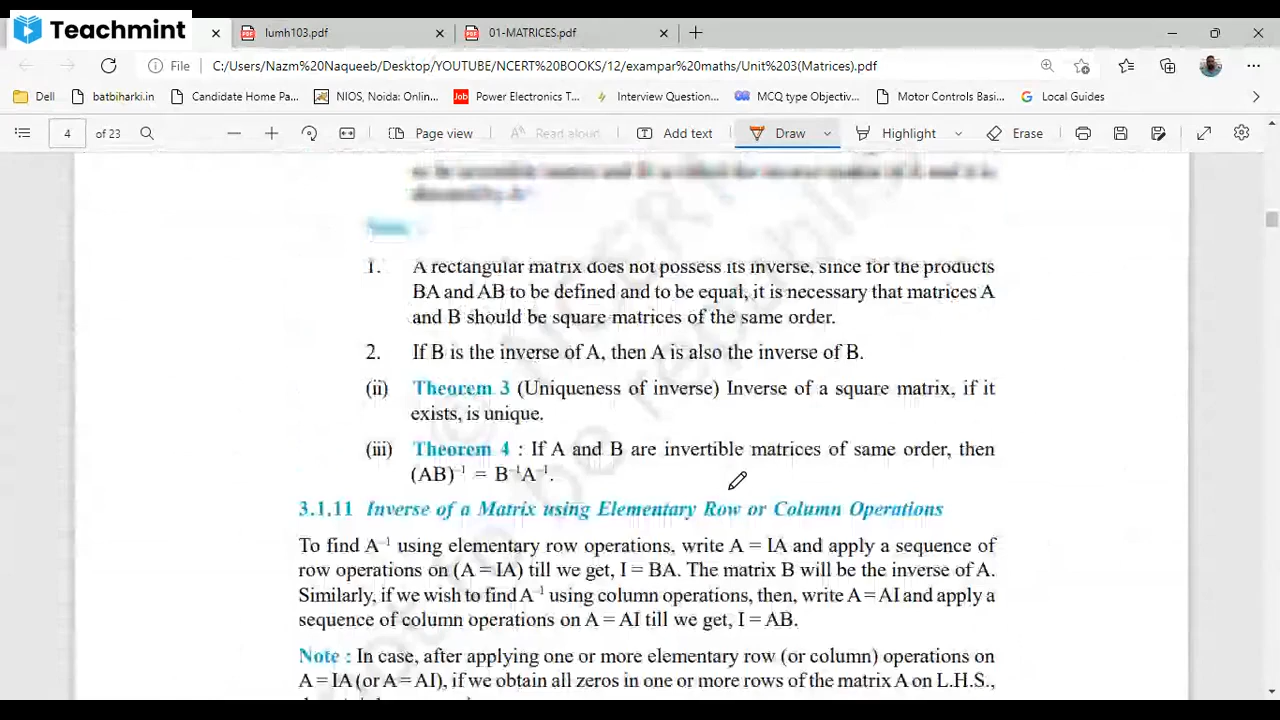 Teachmint
lumh103.pdf
01-MATRICES.pdf
File C:/Users/Nazm%20Naqueeb/Desktop/YOUTUBE/NCERT%20BOOKS/12/exampar%20maths/Unit%203(Matrices).pdf
Dell batbiharki.in Candidate Home Pa... NIOS, Noida: Onlin... Job Power Electronics T... Interview Question... MCQ type Objectiv... Motor Controls Basi... Local Guides
4 of 23 Page view Read aloud Add text Draw Highlight Erase
1. A rectangular matrix does not possess its inverse, since for the products
BA and AB to be defined and to be equal, it is necessary that matrices A
and B should be square matrices of the same order.
2. If B is the inverse of A, then A is also the inverse of B.
(ii) Theorem 3 (Uniqueness of inverse) Inverse of a square matrix, if it
exists, is unique.
(iii) Theorem 4 : If A and B are invertible matrices of same order, then
(AB)⁻¹ = B⁻¹A⁻¹.
3.1.11 Inverse of a Matrix using Elementary Row or Column Operations
To find A⁻¹ using elementary row operations, write A = IA and apply a sequence of
row operations on (A = IA) till we get, I = BA. The matrix B will be the inverse of A.
Similarly, if we wish to find A⁻¹ using column operations, then, write A = AI and apply a
sequence of column operations on A = AI till we get, I = AB.
Note : In case, after applying one or more elementary row (or column) operations on
A = IA (or A = AI), if we obtain all zeros in one or more rows of the matrix A on L.H.S.,